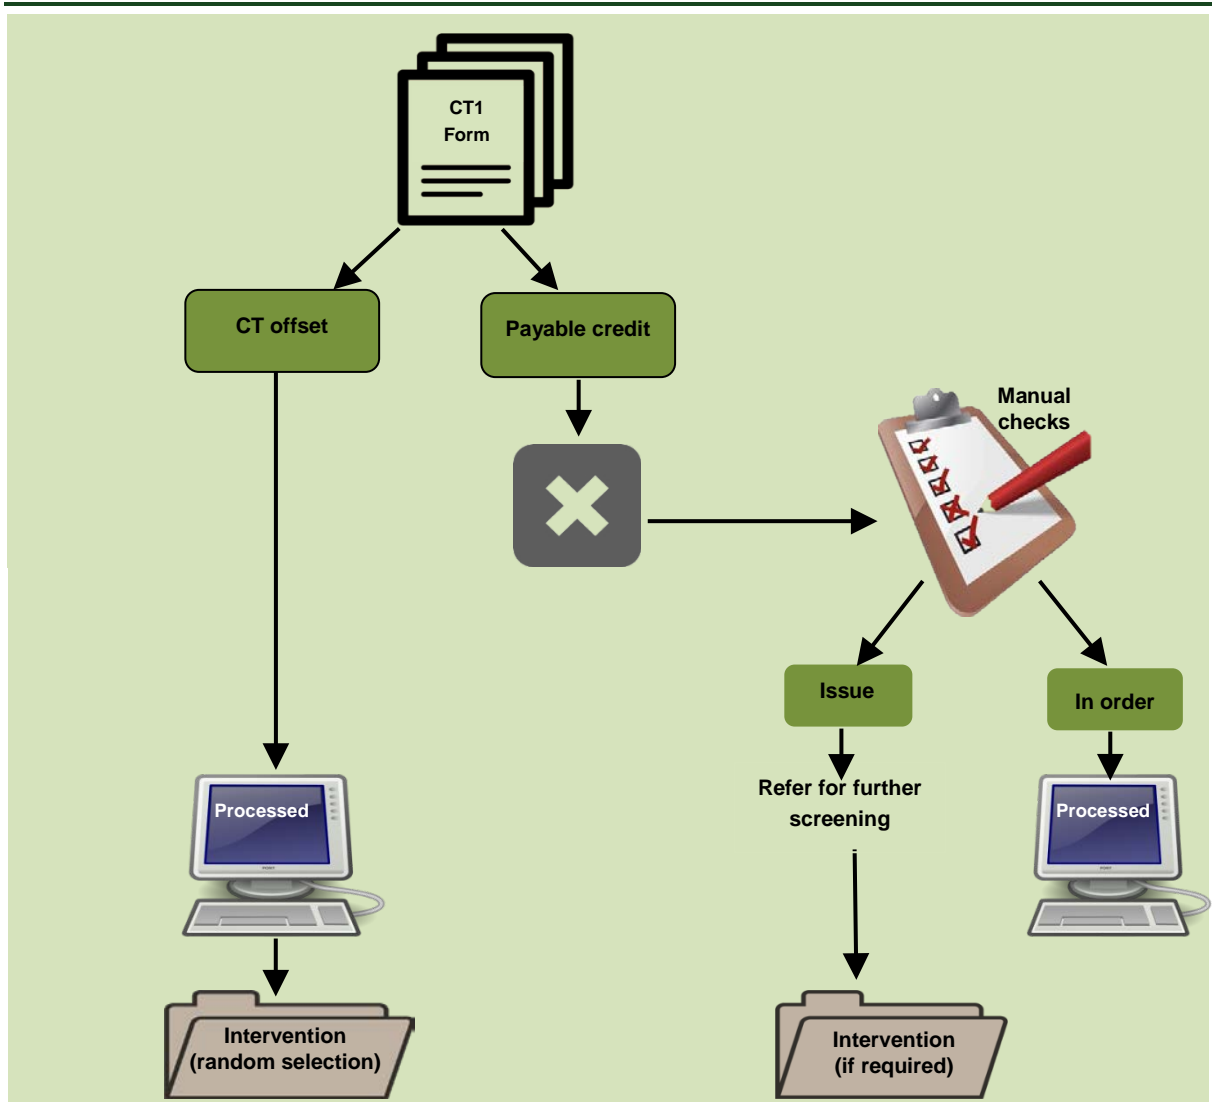 CT1
Form
CT offset
Payable credit
Manual
checks
Issue
In order
Refer for further
screening
Processed
Processed
Intervention
(random selection)
Intervention
(if required)